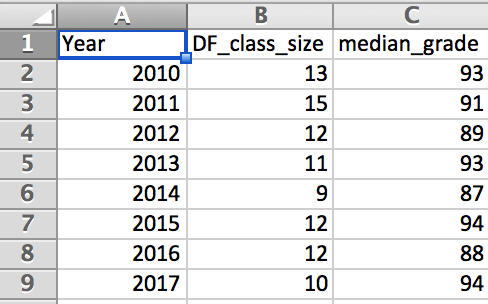 A B C
1 Year DF_class_size median_grade
2 2010 13 93
3 2011 15 91
4 2012 12 89
5 2013 11 93
6 2014 9 87
7 2015 12 94
8 2016 12 88
9 2017 10 94